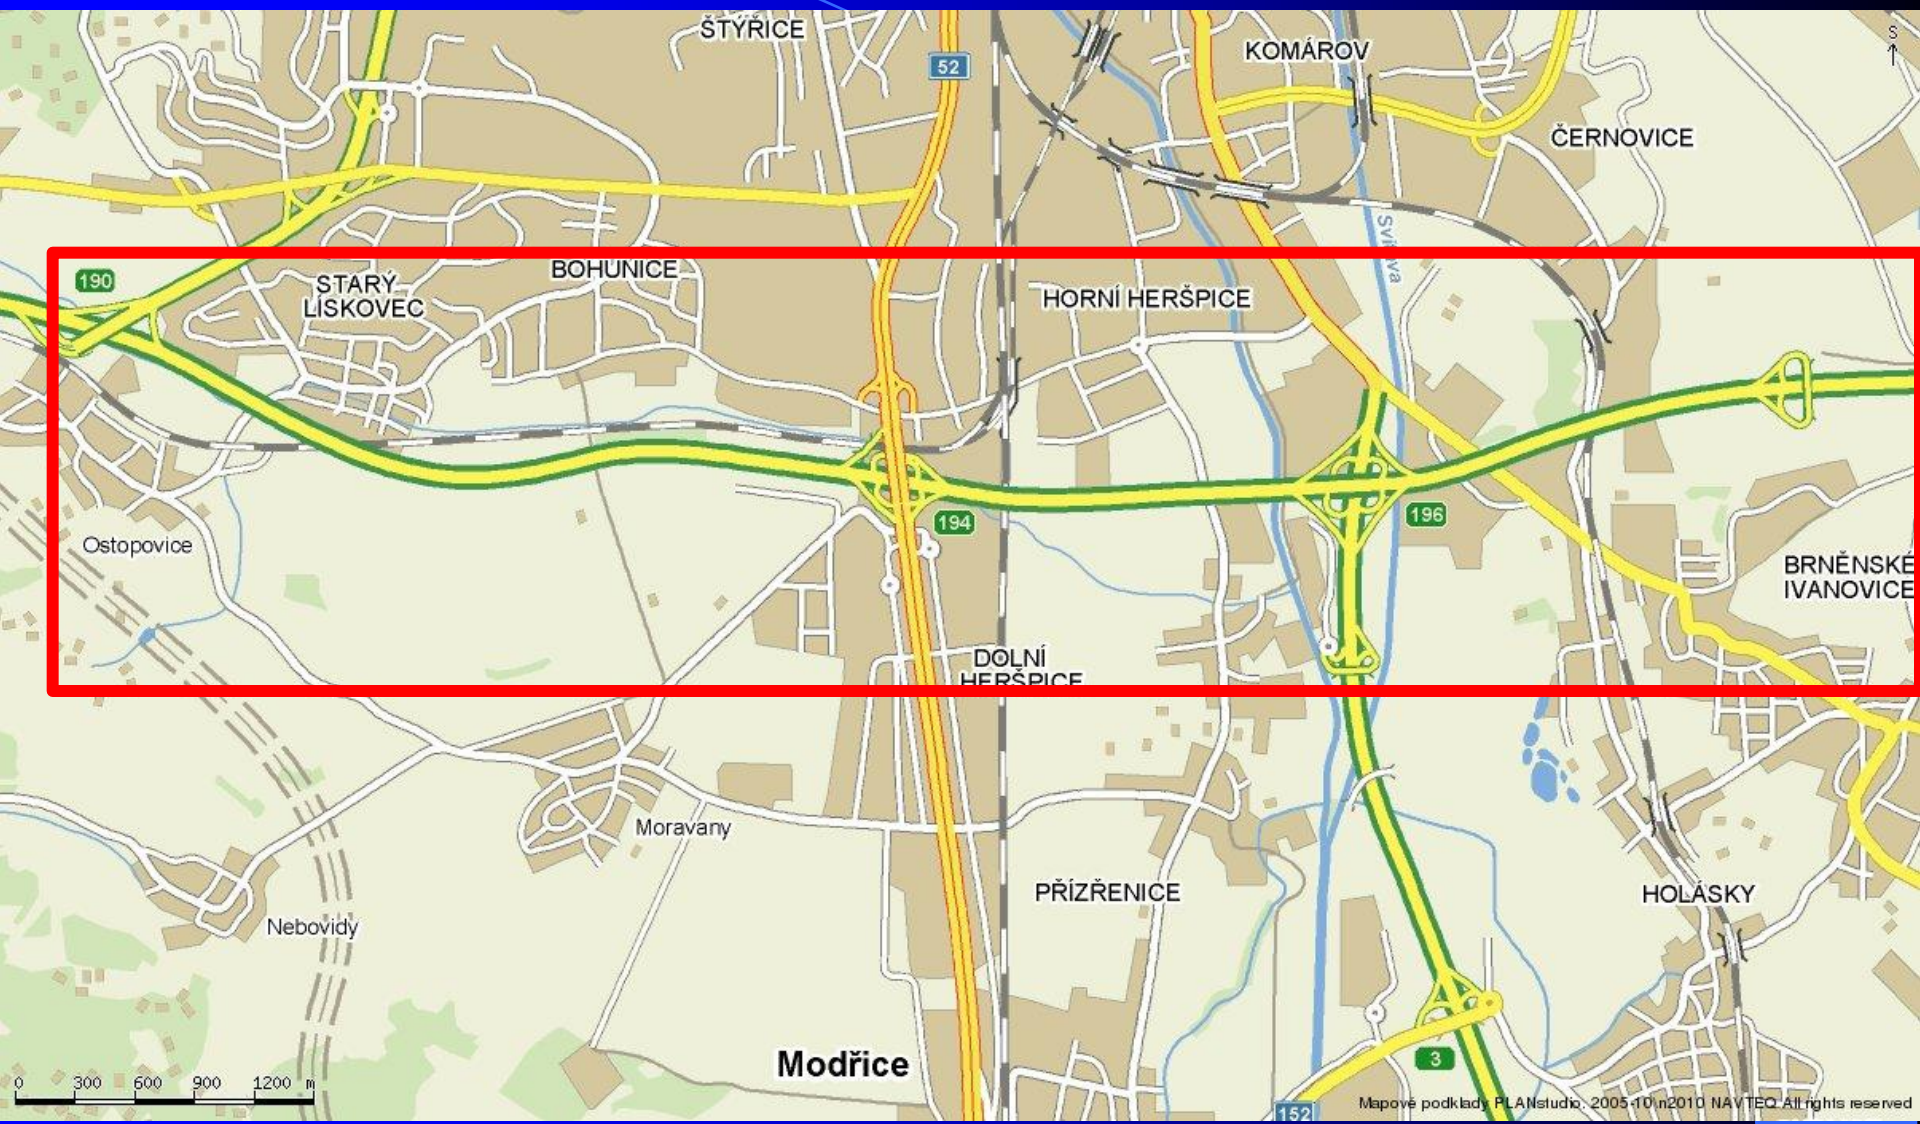 ŠTÝŘICE
52
KOMÁROV
S
ČERNOVICE
Svitava
190
STARÝ
LÍSKOVEC
BOHUNICE
HORNÍ HERŠPICE
194
196
Ostopovice
BRNĚNSKÉ
IVANOVICE
DOLNÍ
HERŠPICE
Moravany
PŘÍZŘENICE
HOLÁSKY
Nebovidy
Modřice
3
152
0 300 600 900 1200 m
Mapové podklady PLANstudio, 2005-10\n2010 NAVTEQ All rights reserved